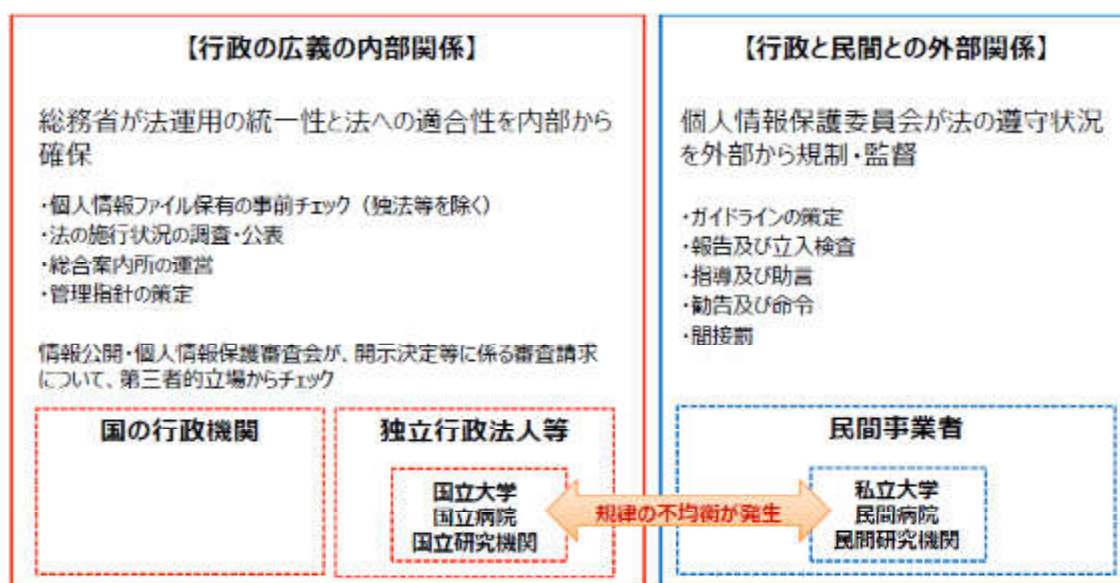 【行政の広義の内部関係】
総務省が法運用の統一性と法への適合性を内部から
確保
・個人情報ファイル保有の事前チェック（独法等を除く）
・法の施行状況の調査・公表
・総合案内所の運営
・管理指針の策定
情報公開・個人情報保護審査会が、開示決定等に係る審査請求
について、第三者的立場からチェック
国の行政機関
独立行政法人等
国立大学
国立病院
国立研究機関
規律の不均衡が発生
【行政と民間との外部関係】
個人情報保護委員会が法の遵守状況
を外部から規制・監督
・ガイドラインの策定
・報告及び立入検査
・指導及び助言
・勧告及び命令
・間接罰
民間事業者
私立大学
民間病院
民間研究機関